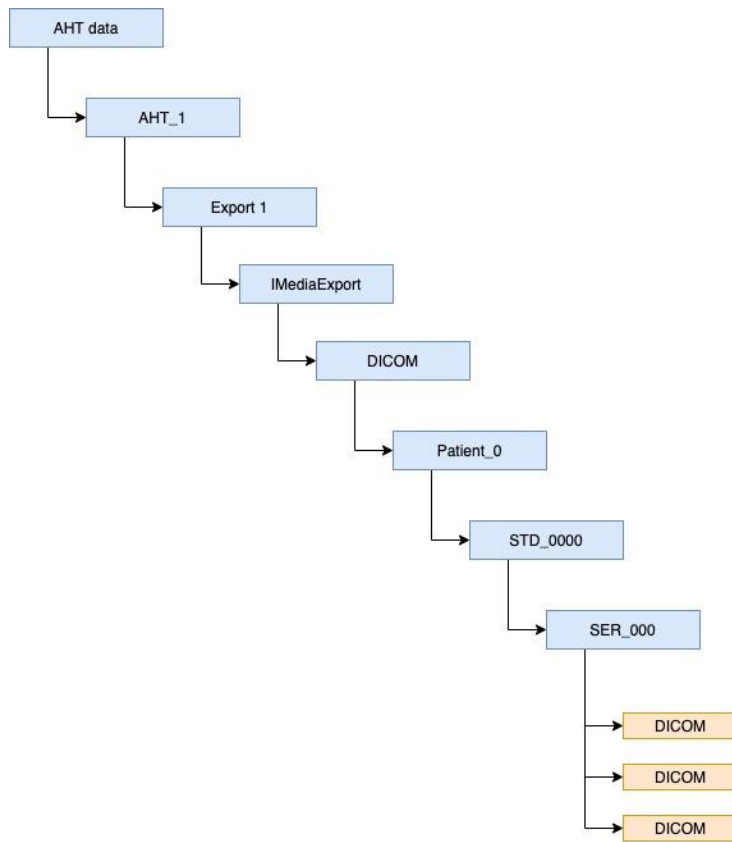 AHT data
AHT_1
Export 1
IMediaExport
DICOM
Patient_0
STD_0000
SER_000
DICOM
DICOM
DICOM